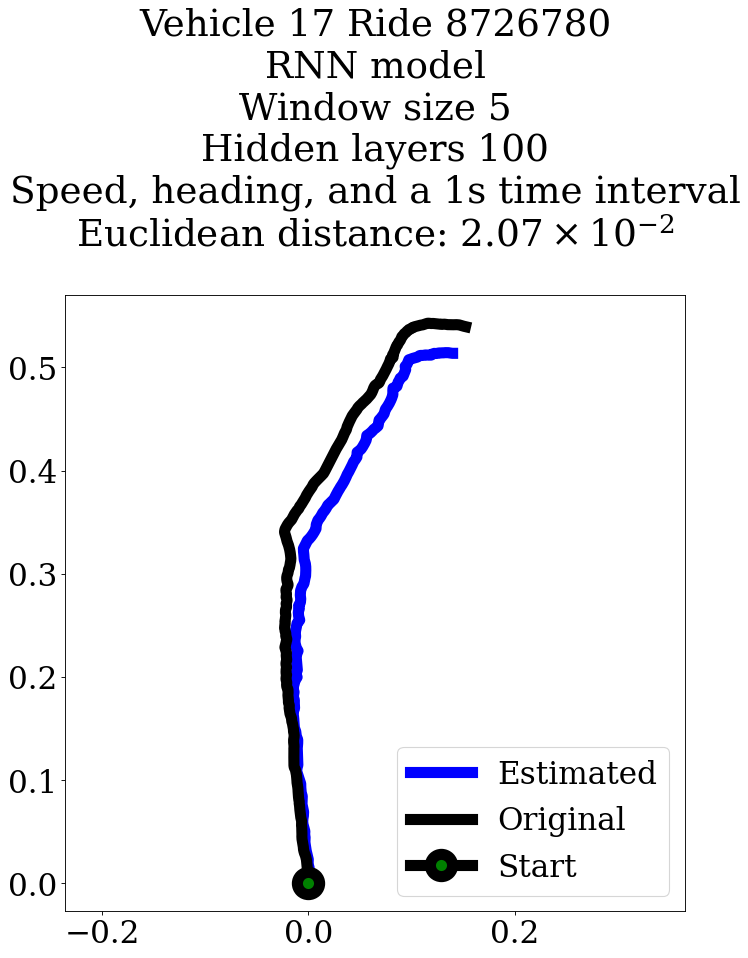 Vehicle 17 Ride 8726780
RNN model
Window size 5
Hidden layers 100
Speed, heading, and a 1s time interval
Euclidean distance: 2.07 × 10⁻²
0.5
0.4
0.3
0.2
0.1
0.0
Estimated
Original
Start
−0.2 0.0 0.2